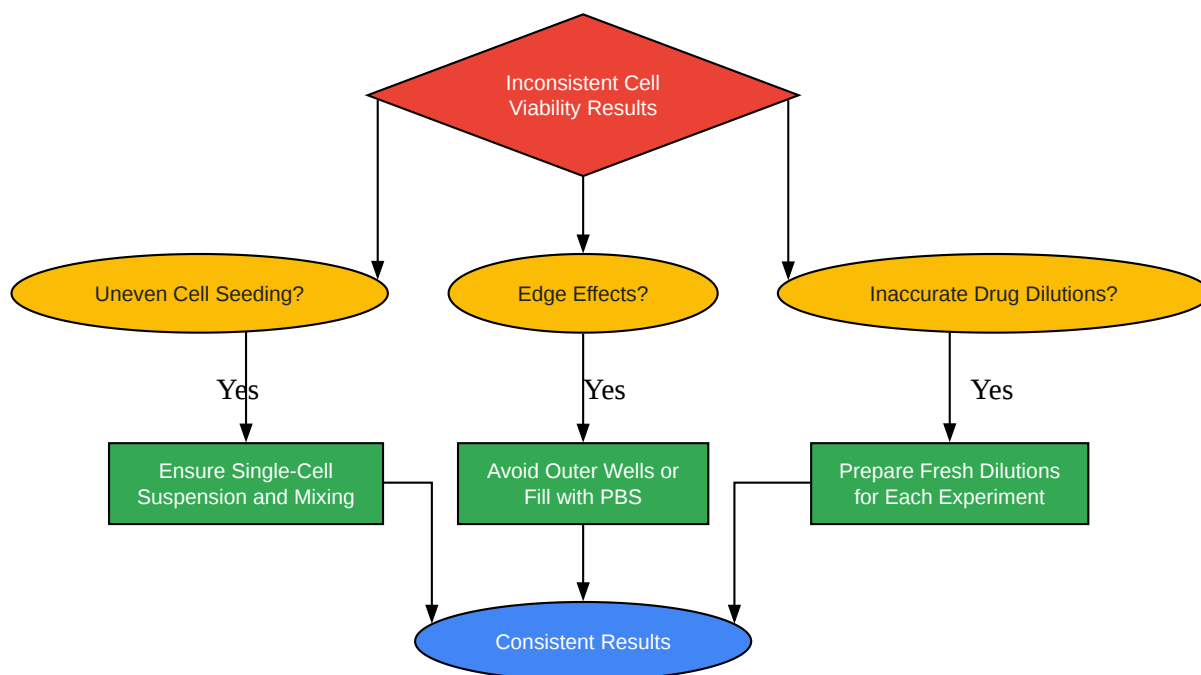 Inconsistent Cell
Viability Results
Uneven Cell Seeding?
Edge Effects?
Inaccurate Drug Dilutions?
Yes
Yes
Yes
Ensure Single-Cell
Suspension and Mixing
Avoid Outer Wells or
Fill with PBS
Prepare Fresh Dilutions
for Each Experiment
Consistent Results